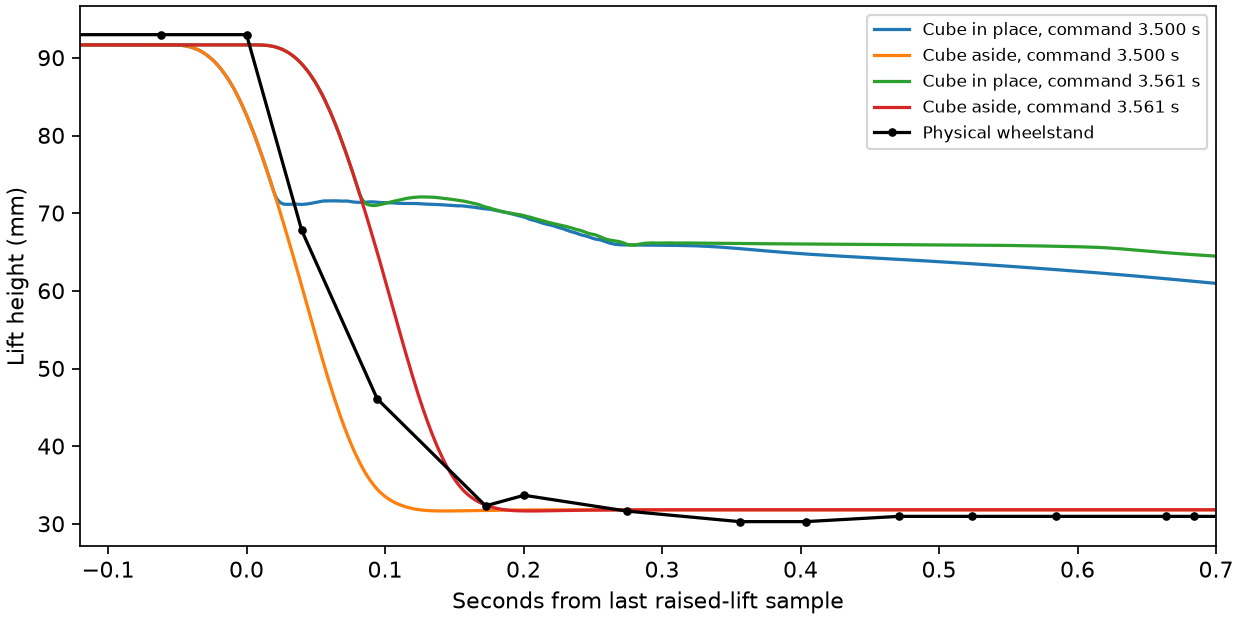 Cube in place, command 3.500 s
Cube aside, command 3.500 s
Cube in place, command 3.561 s
Cube aside, command 3.561 s
Physical wheelstand
Lift height (mm)
90
80
70
60
50
40
30
−0.1 0.0 0.1 0.2 0.3 0.4 0.5 0.6 0.7
Seconds from last raised-lift sample